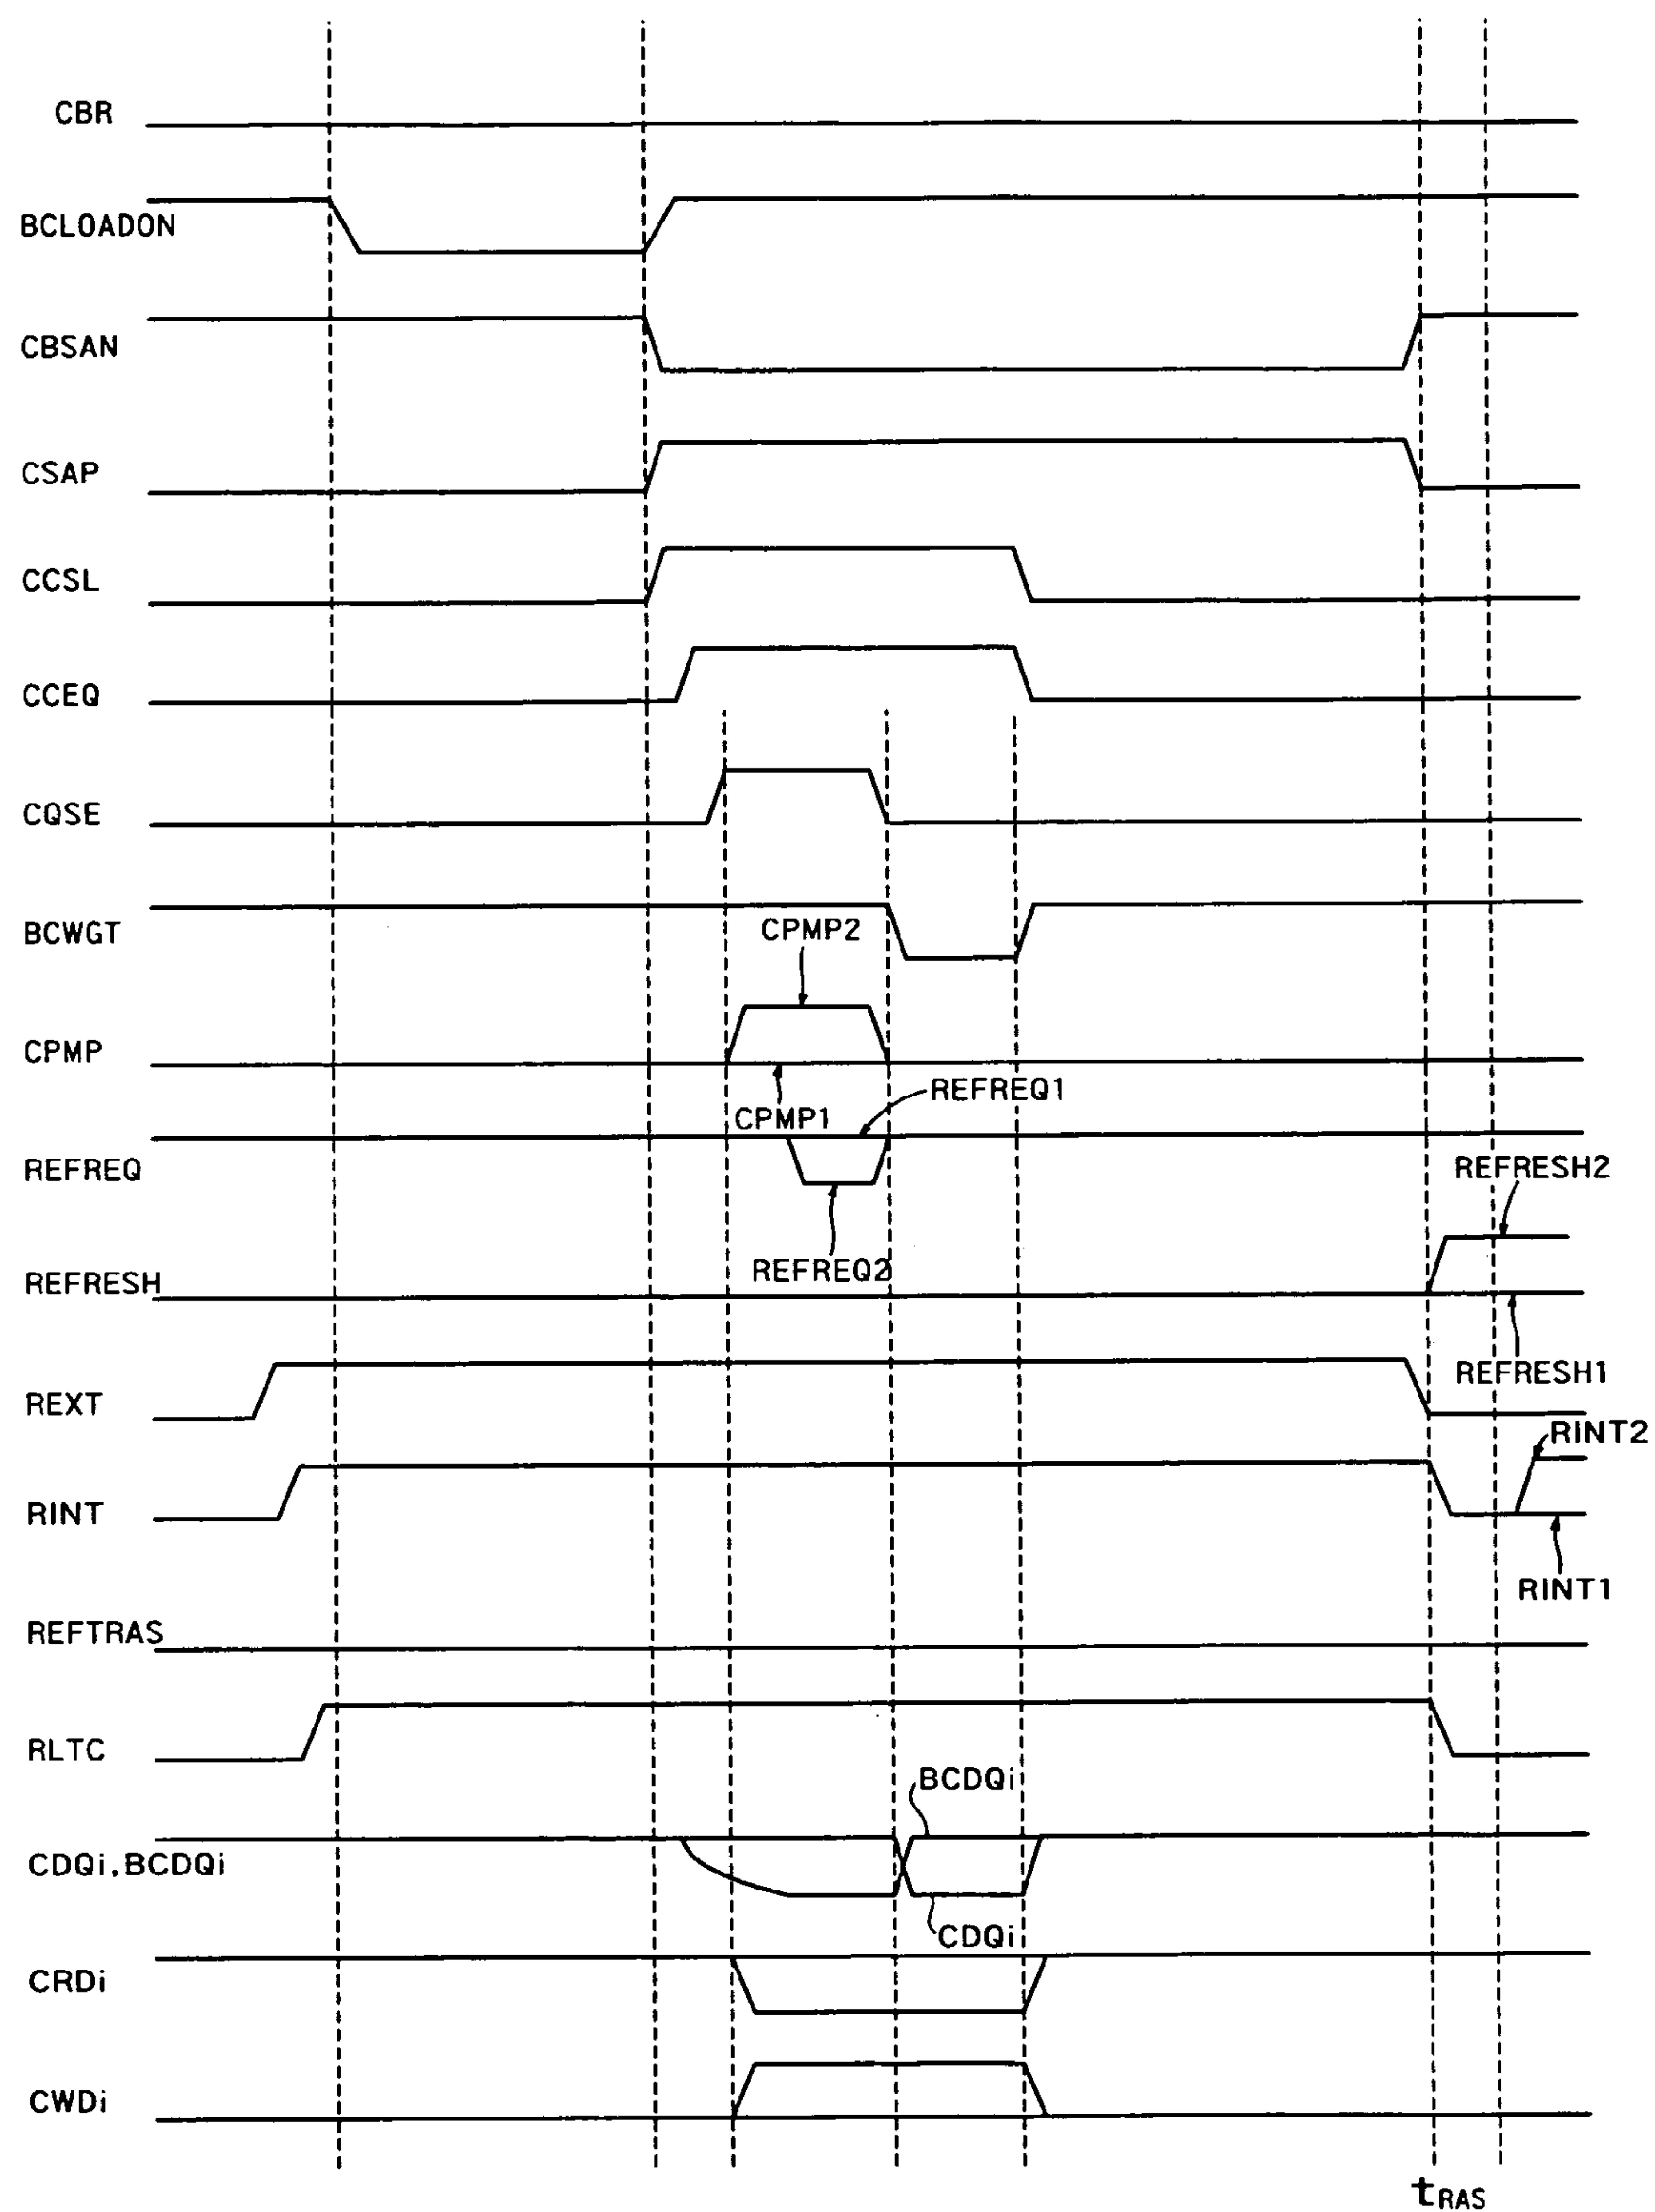 CBR
BCLOADON
CBSAN
CSAP
CCSL
CCEQ
CQSE
BCWGT
CPMP2
CPMP
CPMP1
REFREQ1
REFREQ
REFREQ2
REFRESH2
REFRESH
REFRESH1
REXT
RINT2
RINT
RINT1
REFTRAS
RLTC
BCDQi
CDQi,BCDQi
CDQi
CRDi
CWDi
tRAS